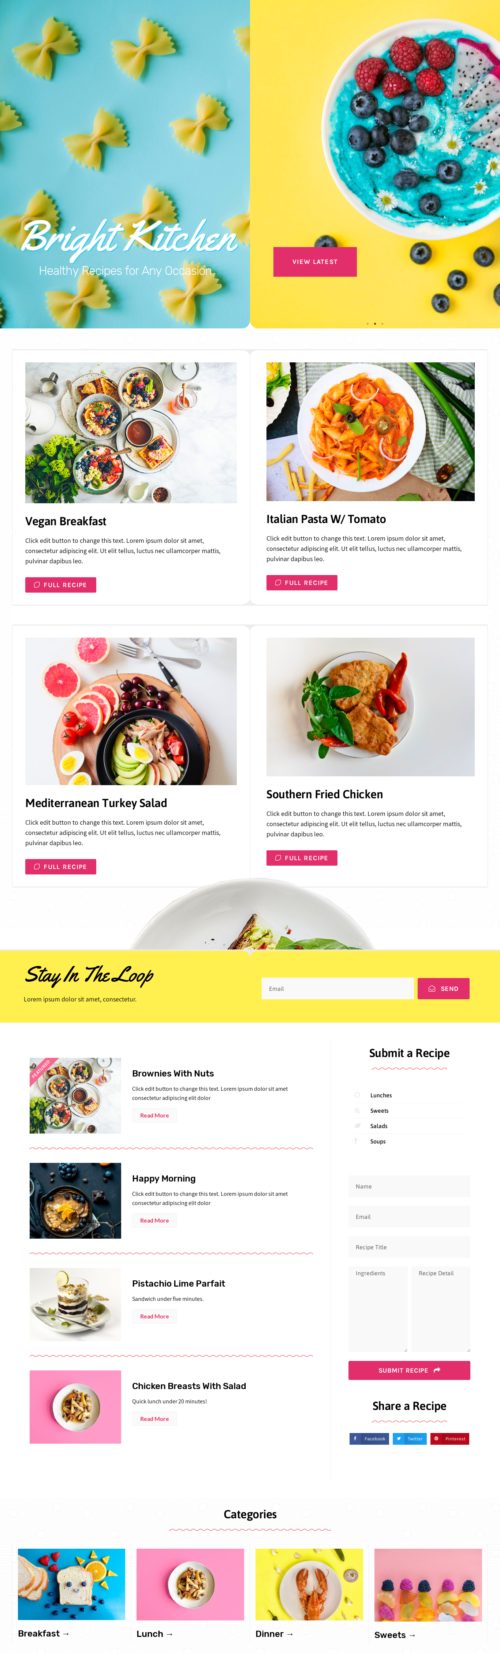 Bright Kitchen
Healthy Recipes for Any Occasion.
VIEW LATEST
Vegan Breakfast
Click edit button to change this text. Lorem ipsum dolor sit amet,
consectetur adipiscing elit. Ut elit tellus, luctus nec ullamcorper mattis,
pulvinar dapibus leo.
FULL RECIPE
Italian Pasta W/ Tomato
Click edit button to change this text. Lorem ipsum dolor sit amet,
consectetur adipiscing elit. Ut elit tellus, luctus nec ullamcorper mattis,
pulvinar dapibus leo.
FULL RECIPE
Mediterranean Turkey Salad
Click edit button to change this text. Lorem ipsum dolor sit amet,
consectetur adipiscing elit. Ut elit tellus, luctus nec ullamcorper mattis,
pulvinar dapibus leo.
FULL RECIPE
Southern Fried Chicken
Click edit button to change this text. Lorem ipsum dolor sit amet,
consectetur adipiscing elit. Ut elit tellus, luctus nec ullamcorper mattis,
pulvinar dapibus leo.
FULL RECIPE
Stay In The Loop
Lorem ipsum dolor sit amet, consectetur.
Email
SEND
Brownies With Nuts
Click edit button to change this text. Lorem ipsum dolor sit amet,
consectetur adipiscing elit dolor
Read More
Happy Morning
Click edit button to change this text. Lorem ipsum dolor sit amet,
consectetur adipiscing elit dolor
Read More
Pistachio Lime Parfait
Sandwich under five minutes.
Read More
Chicken Breasts With Salad
Quick lunch under 20 minutes!
Read More
Submit a Recipe
Lunches
Sweets
Salads
Soups
Name
Email
Recipe Title
Ingredients
Recipe Detail
SUBMIT RECIPE
Share a Recipe
Facebook
Twitter
Pinterest
Categories
Breakfast →
Lunch →
Dinner →
Sweets →